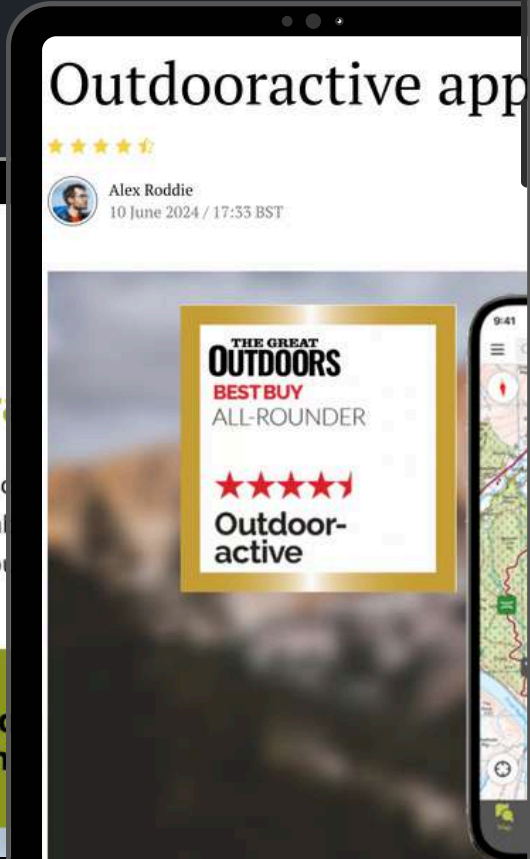 Outdooractive app
Alex Roddie
10 June 2024 / 17:33 BST
THE GREAT
OUTDOORS
BEST BUY
ALL-ROUNDER
Outdoor-
active
9:41
Map